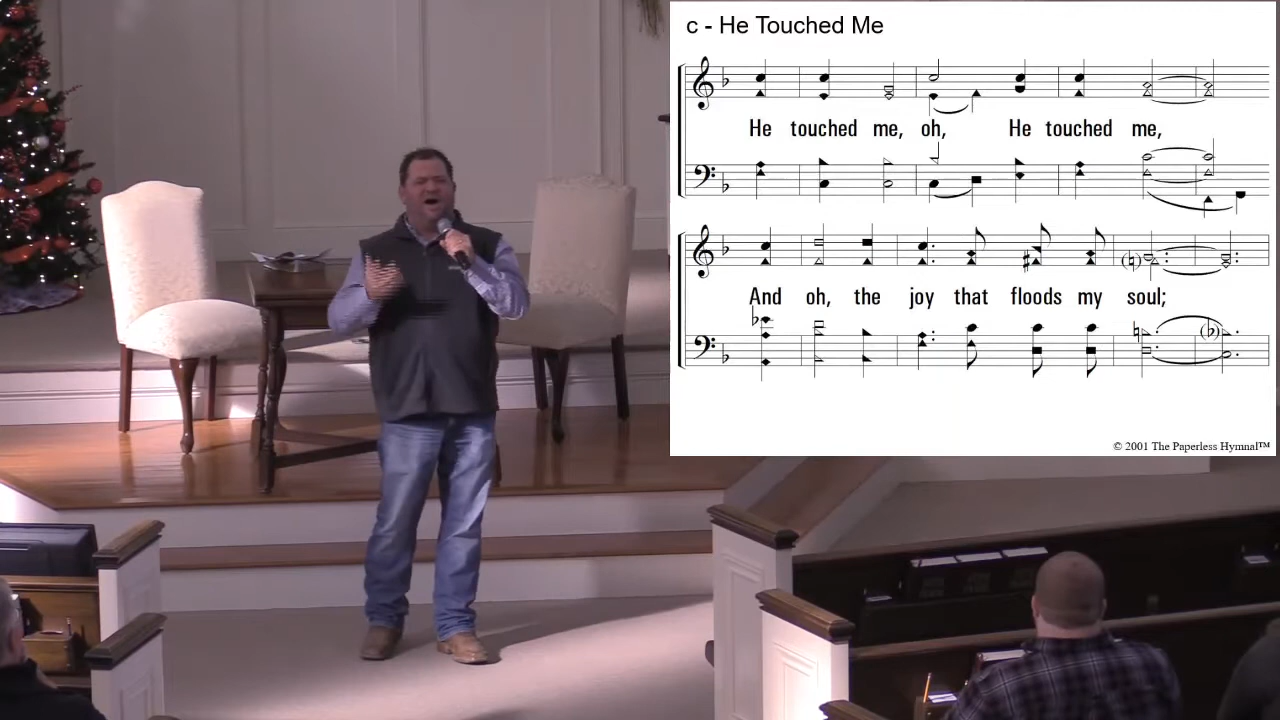 c - He Touched Me
He touched me, oh, He touched me,
And oh, the joy that floods my soul;
© 2001 The Paperless Hymnal™